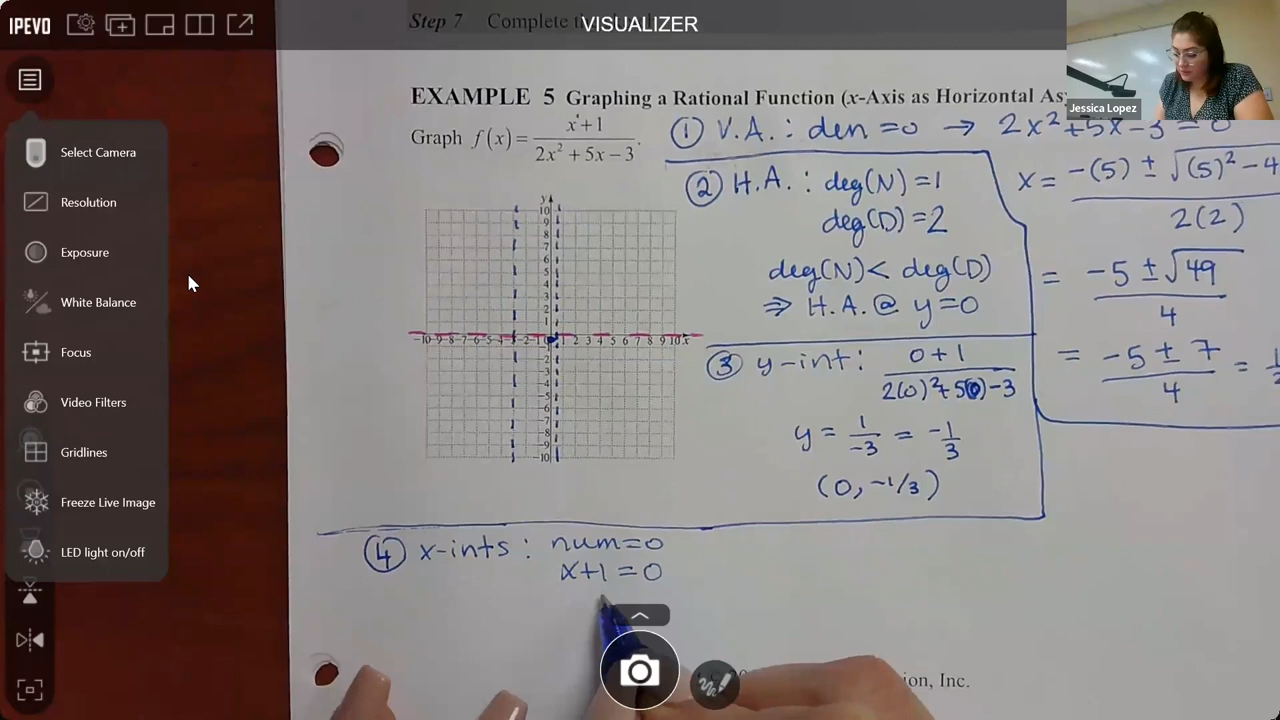 IPEVO
VISUALIZER
Jessica Lopez
Select Camera
Resolution
Exposure
White Balance
Focus
Video Filters
Gridlines
Freeze Live Image
LED light on/off
Step 7 Complete
EXAMPLE 5 Graphing a Rational Function (x-Axis as Horizontal As
Graph f(x) = x+1 / 2x² + 5x − 3 .
① V.A. : den = 0 → 2x² + 5x − 3 = 0
x = −(5) ± √(5)² − 4
2(2)
= −5 ± √49 / 4
= −5 ± 7 / 4 = 1/2
② H.A. : deg(N) = 1
deg(D) = 2
deg(N) < deg(D)
⇒ H.A. @ y = 0
③ y-int : 0 + 1 / 2(0)² + 5(0) − 3
y = 1/−3 = −1/3
(0, −1/3)
④ x-ints : num = 0
x + 1 = 0
ion, Inc.